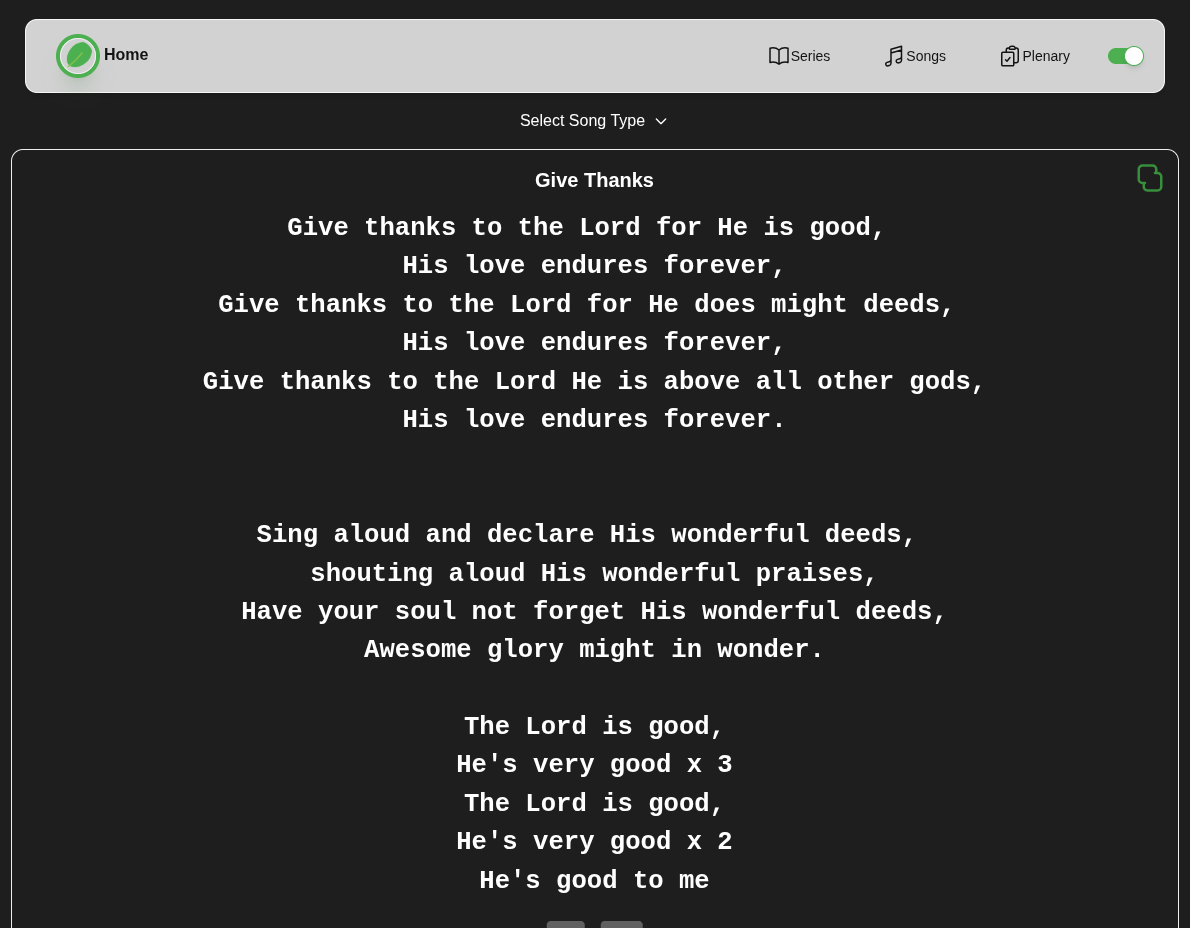 Home
Series
Songs
Plenary
Select Song Type
Give Thanks
Give thanks to the Lord for He is good,
His love endures forever,
Give thanks to the Lord for He does might deeds,
His love endures forever,
Give thanks to the Lord He is above all other gods,
His love endures forever.
Sing aloud and declare His wonderful deeds,
shouting aloud His wonderful praises,
Have your soul not forget His wonderful deeds,
Awesome glory might in wonder.
The Lord is good,
He's very good x 3
The Lord is good,
He's very good x 2
He's good to me